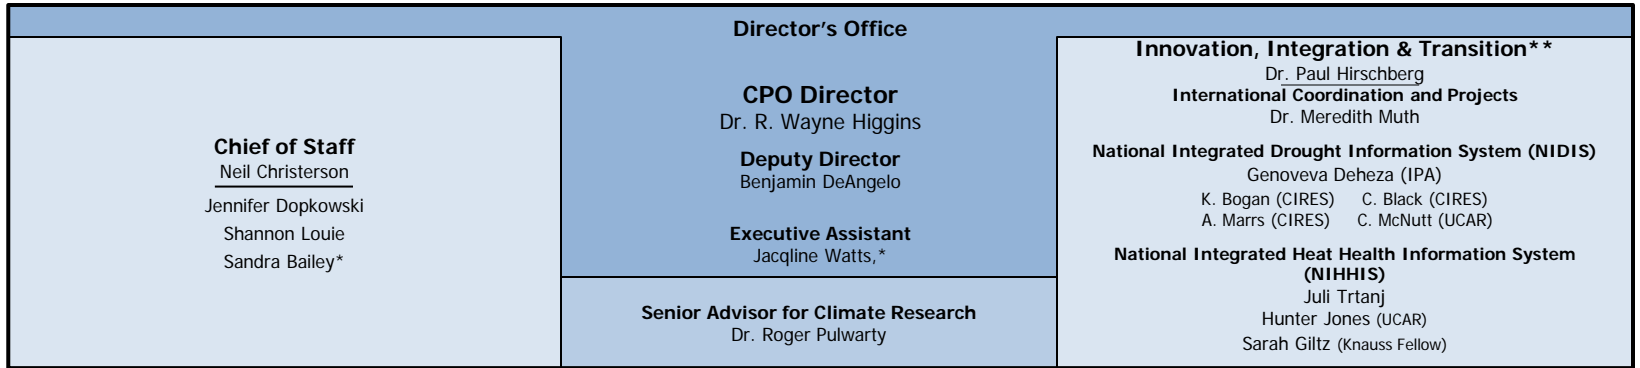 Director's Office
Chief of Staff
Neil Christerson
Jennifer Dopkowski
Shannon Louie
Sandra Bailey*
CPO Director
Dr. R. Wayne Higgins
Deputy Director
Benjamin DeAngelo
Executive Assistant
Jacqline Watts,*
Senior Advisor for Climate Research
Dr. Roger Pulwarty
Innovation, Integration & Transition**
Dr. Paul Hirschberg
International Coordination and Projects
Dr. Meredith Muth
National Integrated Drought Information System (NIDIS)
Genoveva Deheza (IPA)
K. Bogan (CIRES) C. Black (CIRES)
A. Marrs (CIRES) C. McNutt (UCAR)
National Integrated Heat Health Information System
(NIHHIS)
Juli Trtanj
Hunter Jones (UCAR)
Sarah Giltz (Knauss Fellow)